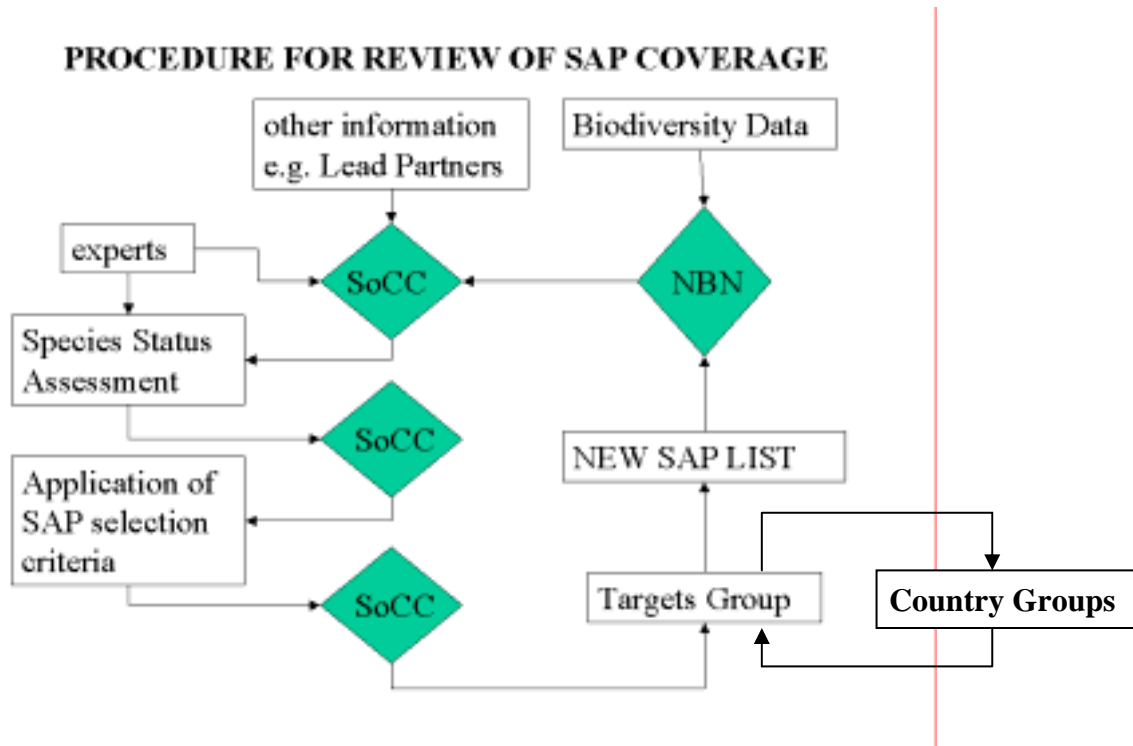 PROCEDURE FOR REVIEW OF SAP COVERAGE
other information
e.g. Lead Partners
Biodiversity Data
experts
SoCC
NBN
Species Status
Assessment
SoCC
NEW SAP LIST
Application of
SAP selection
criteria
SoCC
Targets Group
Country Groups